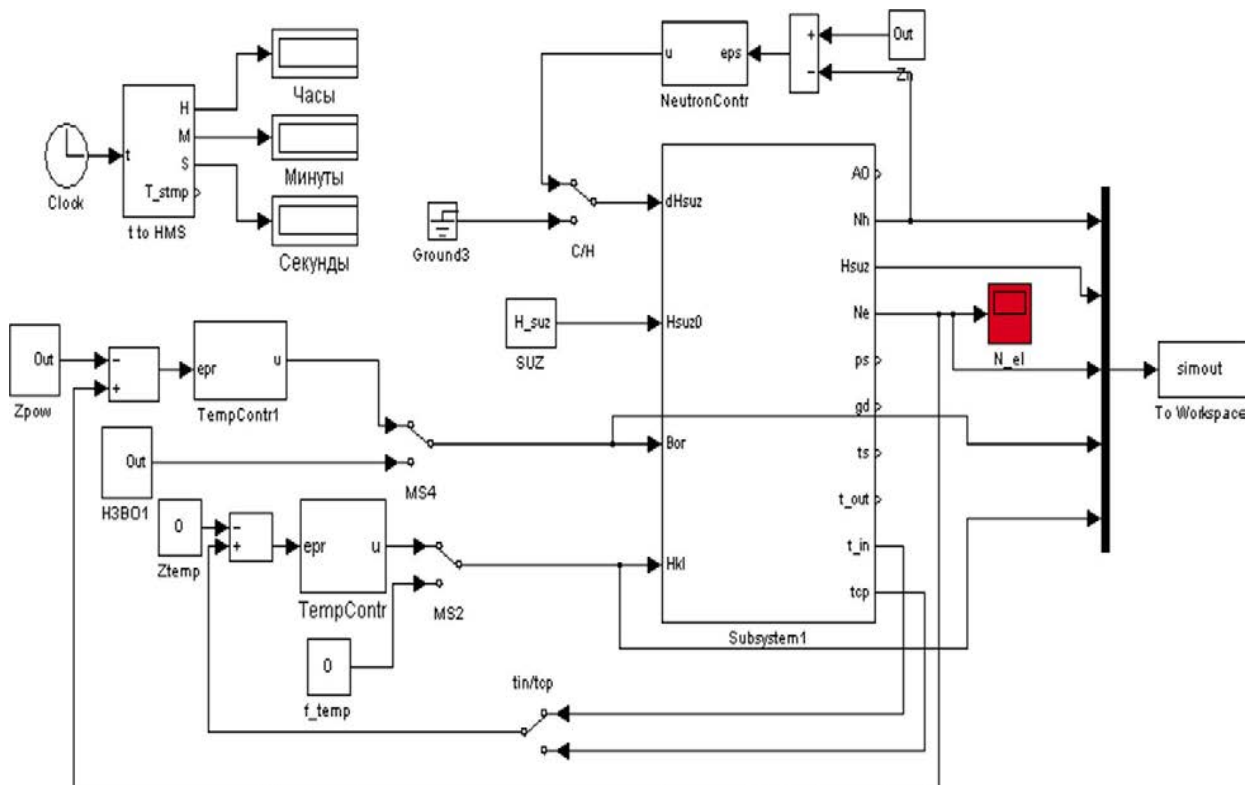 Clock
t
H
M
S
T_stmp
t to HMS
Часы
Минуты
Секунды
u
eps
NeutronContr
+
−
Out
Zn
Ground3
C/H
H_suz
SUZ
dHsuz
Hsuz0
Bor
Hkl
A0
Nh
Hsuz
Ne
ps
gd
ts
t_out
t_in
tcp
Subsystem1
N_el
simout
To Workspace
Out
Zpow
−
+
epr
u
TempContr1
Out
H3BO1
MS4
0
Ztemp
−
+
epr
u
TempContr
MS2
0
f_temp
tin/tcp